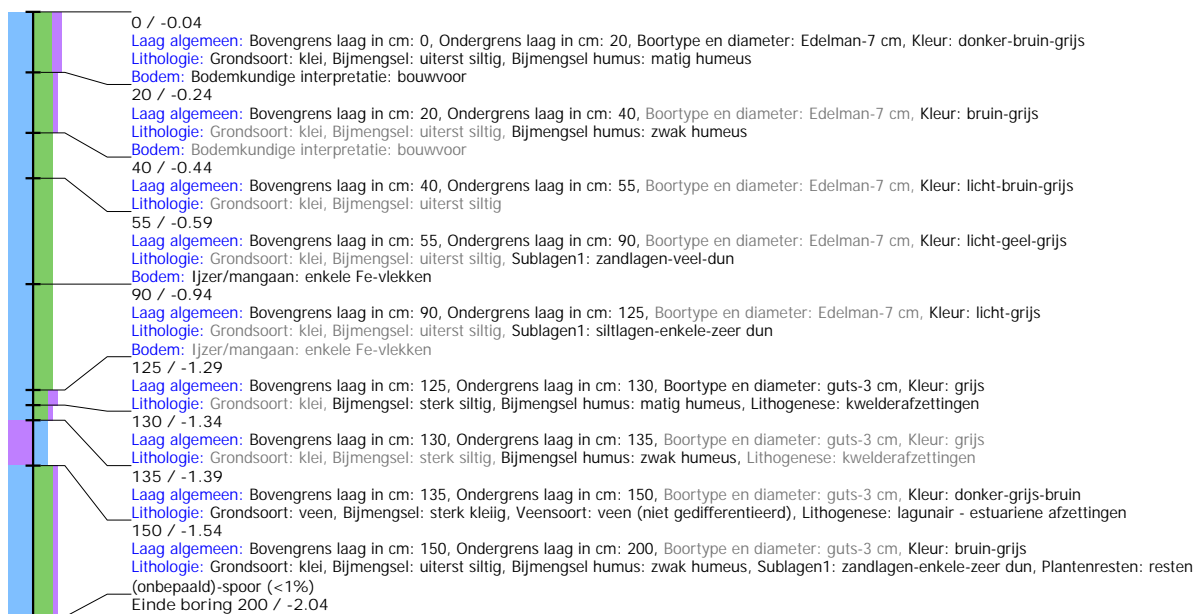 0 / -0.04
Laag algemeen: Bovengrens laag in cm: 0, Ondergrens laag in cm: 20, Boortype en diameter: Edelman-7 cm, Kleur: donker-bruin-grijs
Lithologie: Grondsoort: klei, Bijmengsel: uiterst siltig, Bijmengsel humus: matig humeus
Bodem: Bodemkundige interpretatie: bouwvoor
20 / -0.24
Laag algemeen: Bovengrens laag in cm: 20, Ondergrens laag in cm: 40, Boortype en diameter: Edelman-7 cm, Kleur: bruin-grijs
Lithologie: Grondsoort: klei, Bijmengsel: uiterst siltig, Bijmengsel humus: zwak humeus
Bodem: Bodemkundige interpretatie: bouwvoor
40 / -0.44
Laag algemeen: Bovengrens laag in cm: 40, Ondergrens laag in cm: 55, Boortype en diameter: Edelman-7 cm, Kleur: licht-bruin-grijs
Lithologie: Grondsoort: klei, Bijmengsel: uiterst siltig
55 / -0.59
Laag algemeen: Bovengrens laag in cm: 55, Ondergrens laag in cm: 90, Boortype en diameter: Edelman-7 cm, Kleur: licht-geel-grijs
Lithologie: Grondsoort: klei, Bijmengsel: uiterst siltig, Sublagen1: zandlagen-veel-dun
Bodem: Ijzer/mangaan: enkele Fe-vlekken
90 / -0.94
Laag algemeen: Bovengrens laag in cm: 90, Ondergrens laag in cm: 125, Boortype en diameter: Edelman-7 cm, Kleur: licht-grijs
Lithologie: Grondsoort: klei, Bijmengsel: uiterst siltig, Sublagen1: siltlagen-enkele-zeer dun
Bodem: Ijzer/mangaan: enkele Fe-vlekken
125 / -1.29
Laag algemeen: Bovengrens laag in cm: 125, Ondergrens laag in cm: 130, Boortype en diameter: guts-3 cm, Kleur: grijs
Lithologie: Grondsoort: klei, Bijmengsel: sterk siltig, Bijmengsel humus: matig humeus, Lithogenese: kwelderafzettingen
130 / -1.34
Laag algemeen: Bovengrens laag in cm: 130, Ondergrens laag in cm: 135, Boortype en diameter: guts-3 cm, Kleur: grijs
Lithologie: Grondsoort: klei, Bijmengsel: sterk siltig, Bijmengsel humus: zwak humeus, Lithogenese: kwelderafzettingen
135 / -1.39
Laag algemeen: Bovengrens laag in cm: 135, Ondergrens laag in cm: 150, Boortype en diameter: guts-3 cm, Kleur: donker-grijs-bruin
Lithologie: Grondsoort: veen, Bijmengsel: sterk kleiig, Veensoort: veen (niet gedifferentieerd), Lithogenese: lagunair - estuariene afzettingen
150 / -1.54
Laag algemeen: Bovengrens laag in cm: 150, Ondergrens laag in cm: 200, Boortype en diameter: guts-3 cm, Kleur: bruin-grijs
Lithologie: Grondsoort: klei, Bijmengsel: uiterst siltig, Bijmengsel humus: zwak humeus, Sublagen1: zandlagen-enkele-zeer dun, Plantenresten: resten
(onbepaald)-spoor (<1%)
Einde boring 200 / -2.04